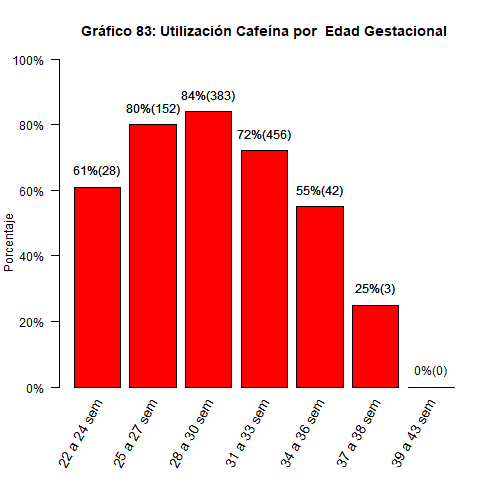 Gráfico 83: Utilización Cafeína por  Edad Gestacional
Porcentaje
100%
80%
60%
40%
20%
0%
61%(28)
80%(152)
84%(383)
72%(456)
55%(42)
25%(3)
0%(0)
22 a 24 sem
25 a 27 sem
28 a 30 sem
31 a 33 sem
34 a 36 sem
37 a 38 sem
39 a 43 sem